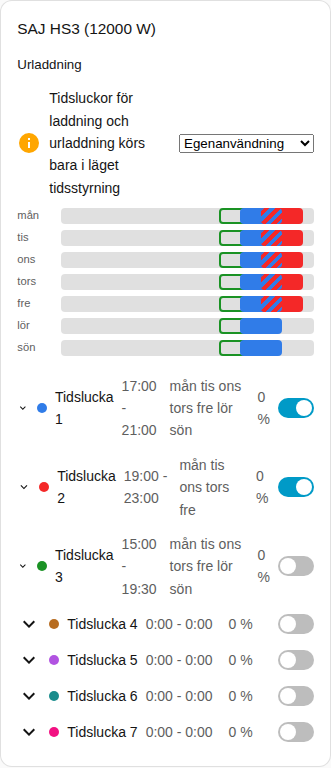 SAJ HS3 (12000 W)
Urladdning
Tidsluckor för
laddning och
urladdning körs
bara i läget
tidsstyrning
Egenanvändning
mån
tis
ons
tors
fre
lör
sön
Tidslucka
1
17:00
-
21:00
mån tis ons
tors fre lör
sön
0
%
Tidslucka
2
19:00 -
23:00
mån tis
ons tors
fre
0
%
Tidslucka
3
15:00
-
19:30
mån tis ons
tors fre lör
sön
0
%
Tidslucka 4 0:00 - 0:00 0 %
Tidslucka 5 0:00 - 0:00 0 %
Tidslucka 6 0:00 - 0:00 0 %
Tidslucka 7 0:00 - 0:00 0 %